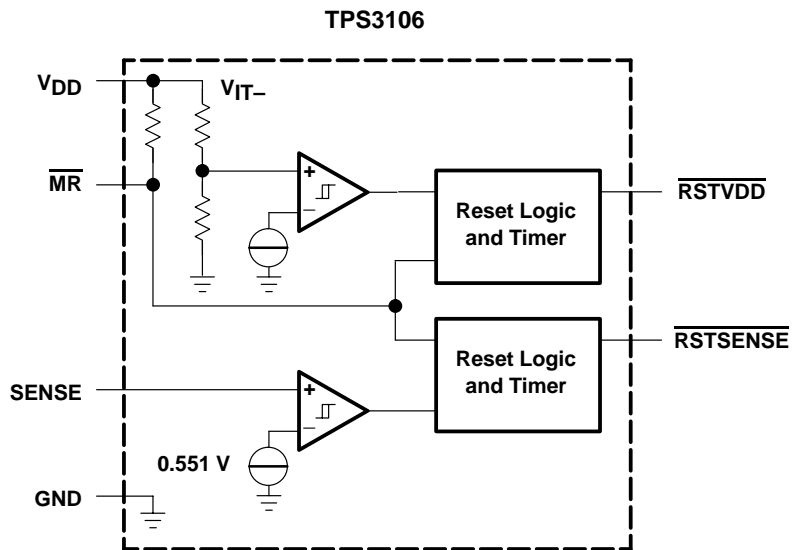 TPS3106
VDD
VIT–
MR
+
–
Reset Logic
and Timer
RSTVDD
Reset Logic
and Timer
RSTSENSE
SENSE
+
–
0.551 V
GND